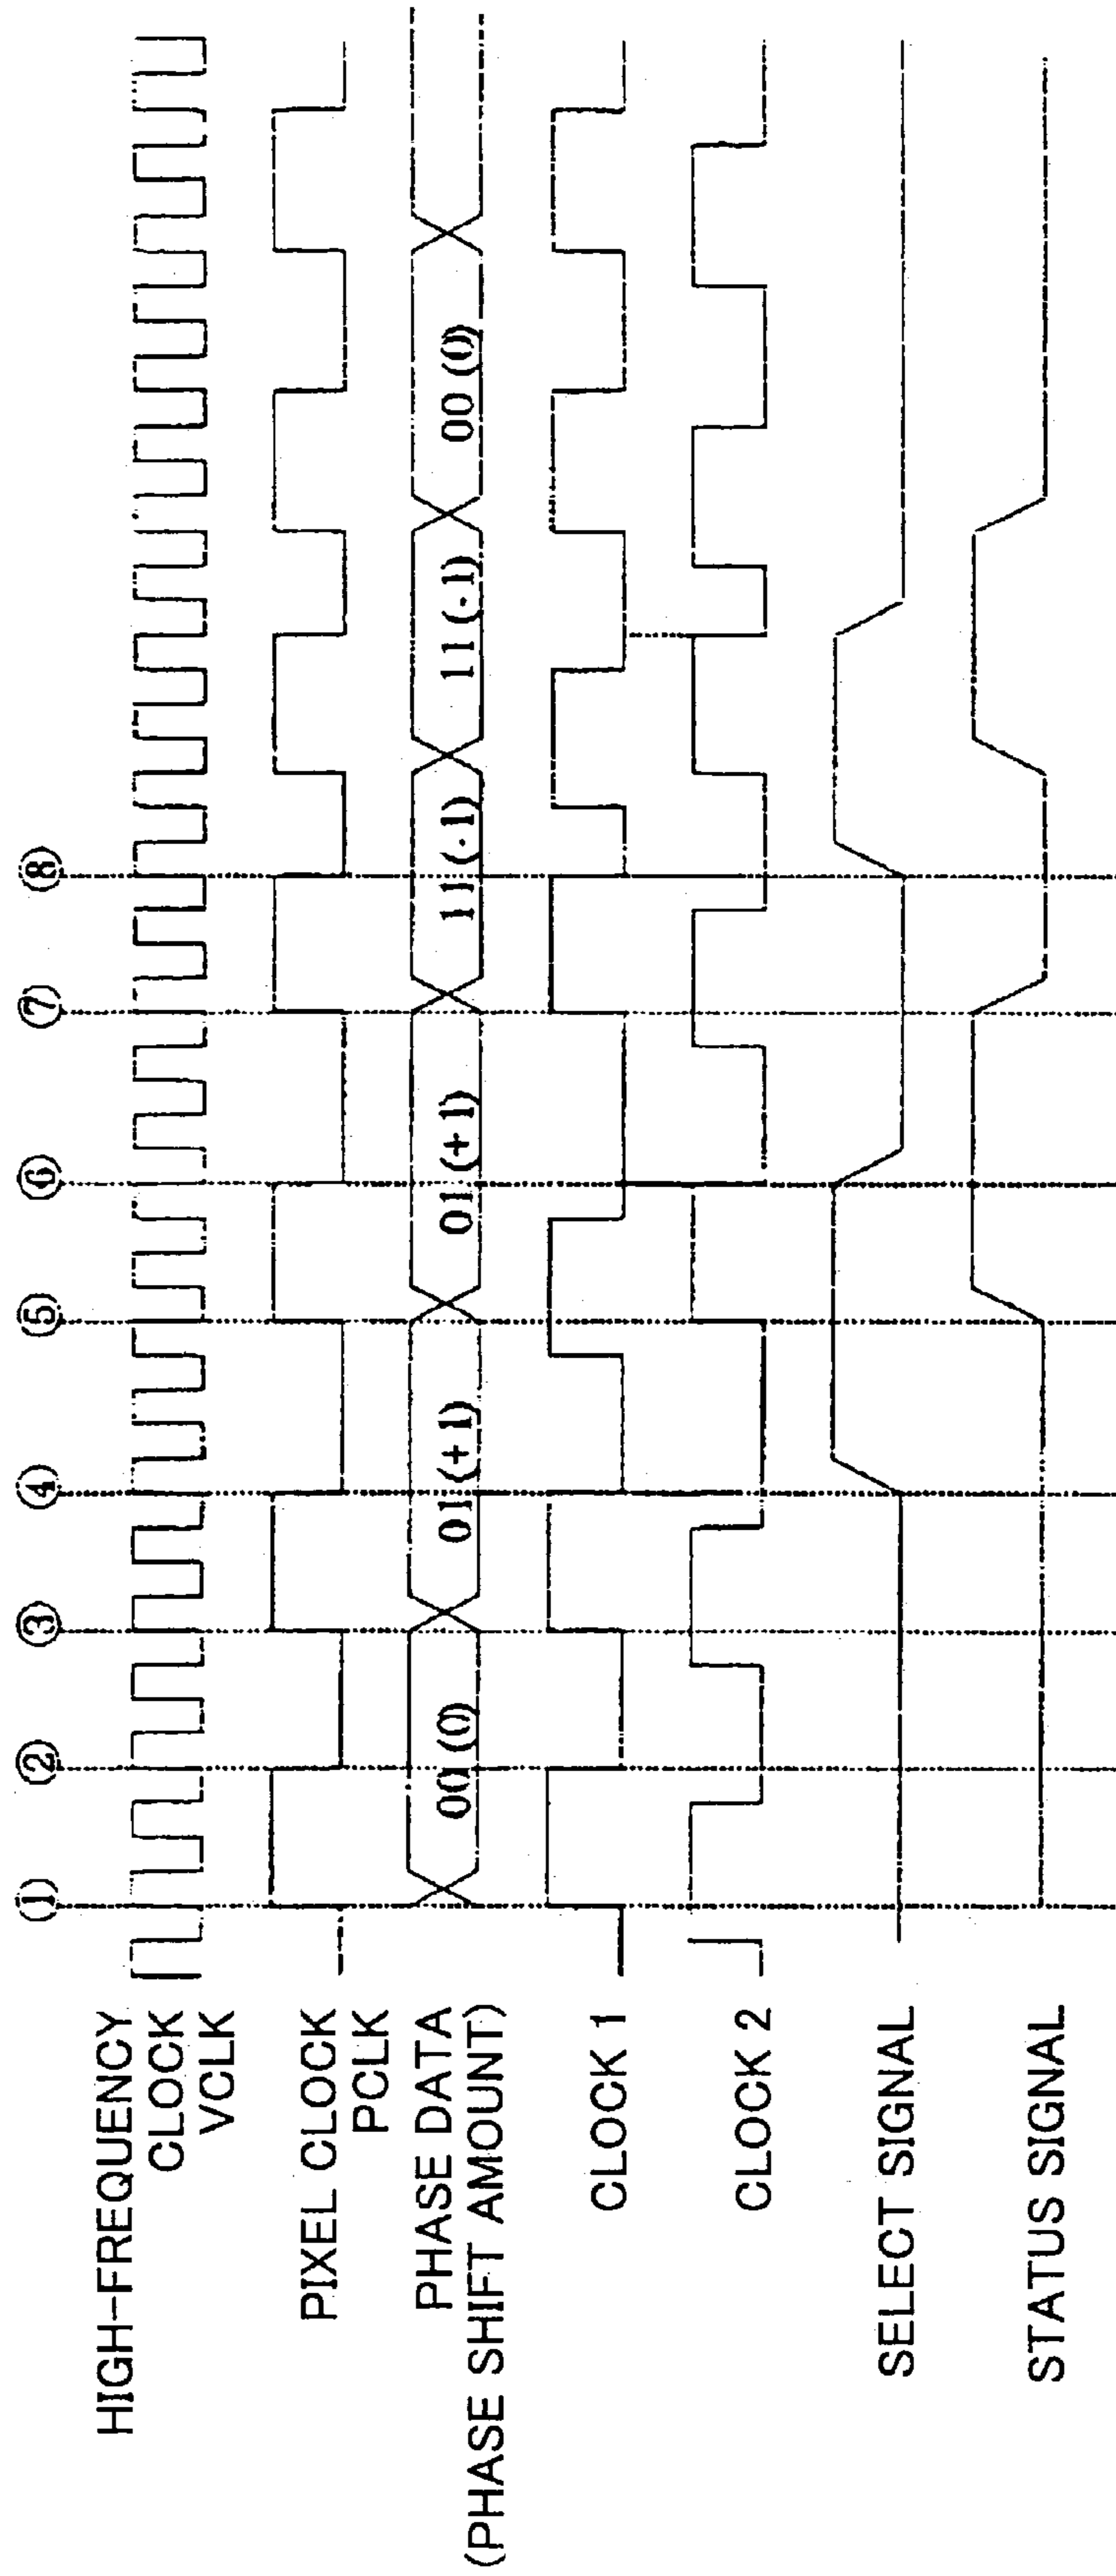 ① ② ③ ④ ⑤ ⑥ ⑦ ⑧
HIGH-FREQUENCY
CLOCK
VCLK
PIXEL CLOCK
PCLK
PHASE DATA
(PHASE SHIFT AMOUNT)
00 (0) 01 (+1) 01 (+1) 11 (-1) 11 (-1) 00 (0)
CLOCK 1
CLOCK 2
SELECT SIGNAL
STATUS SIGNAL